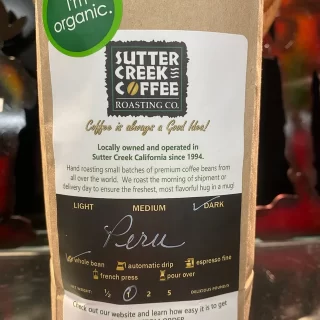 I'm
organic.
SUTTER
CREEK
COFFEE
ROASTING CO.
Coffee is always a Good Idea!
Locally owned and operated in
Sutter Creek California since 1994.
Hand roasting small batches of premium coffee beans from
all over the world. We roast the morning of shipment or
delivery day to ensure the freshest, most flavorful hug in a mug!
LIGHT MEDIUM DARK
Peru
whole bean automatic drip espresso fine
french press pour over
½ 1 2 5
Check out our website and learn how easy it is to get